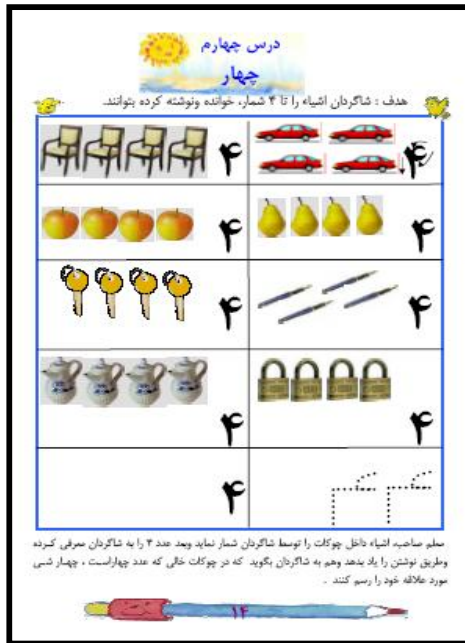 درس چهارم
چهار
هدف : شاگردان اشیاء را تا ۴ شمار، خوانده ونوشته کرده بتوانند.
۴ ۴
۴ ۴
۴ ۴
۴ ۴
۴
معلم صاحب، اشیاء داخل چوکات را توسط شاگردان شمار نماید وبعد عدد ۴ را به شاگردان معرفی کرده
وطریق نوشتن را یاد بدهد وهم به شاگردان بگوید که در چوکات خالی که عدد چهاراست ، چهار شی
مورد علاقه خود را رسم کنند .
۱۴